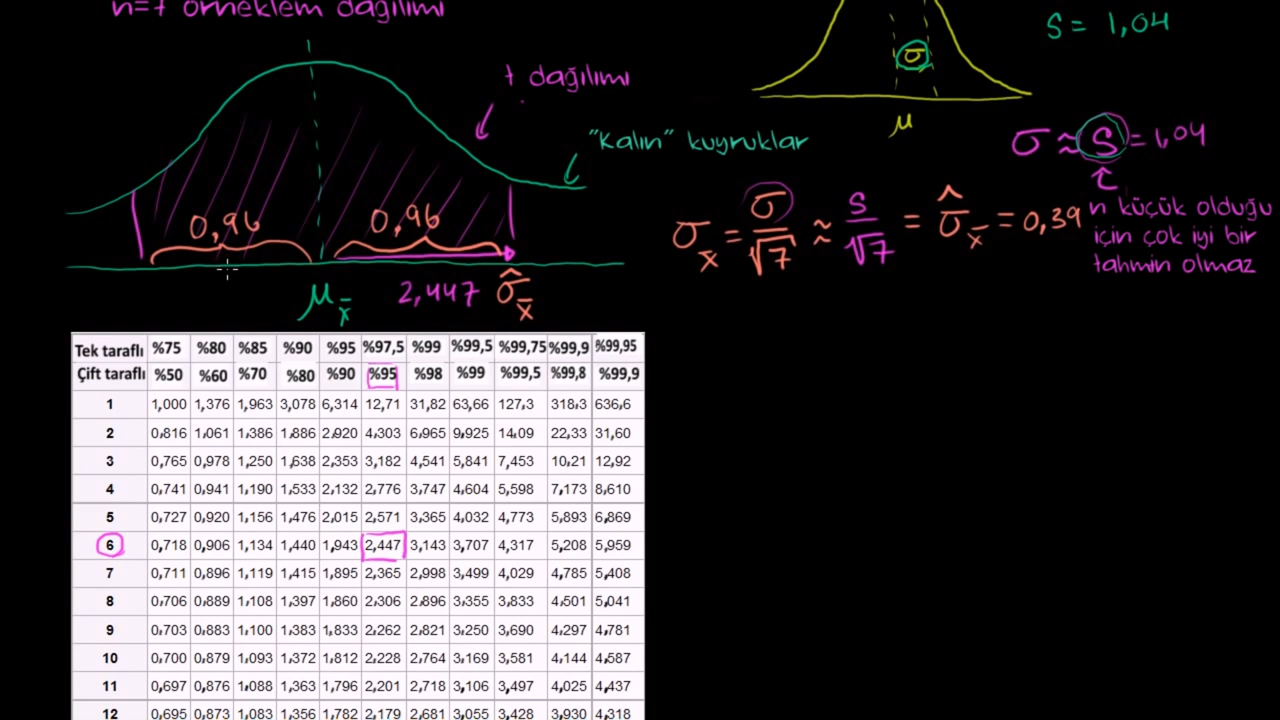 n=7 örneklem dağılımı
S = 1,04
σ
t dağılımı
μ
"Kalın" kuyruklar
σ ≈ S = 1,04
n küçük olduğu
için çok iyi bir
tahmin olmaz
σx̄ = σ/√7 ≈ S/√7 = σ̂x̄ = 0,39
0,96 0,96
μx̄ 2,447 σ̂x̄
Tek taraflı %75 %80 %85 %90 %95 %97,5 %99 %99,5 %99,75 %99,9 %99,95
Çift taraflı %50 %60 %70 %80 %90 %95 %98 %99 %99,5 %99,8 %99,9
1 1,000 1,376 1,963 3,078 6,314 12,71 31,82 63,66 127,3 318,3 636,6
2 0,816 1,061 1,386 1,886 2,920 4,303 6,965 9,925 14,09 22,33 31,60
3 0,765 0,978 1,250 1,638 2,353 3,182 4,541 5,841 7,453 10,21 12,92
4 0,741 0,941 1,190 1,533 2,132 2,776 3,747 4,604 5,598 7,173 8,610
5 0,727 0,920 1,156 1,476 2,015 2,571 3,365 4,032 4,773 5,893 6,869
6 0,718 0,906 1,134 1,440 1,943 2,447 3,143 3,707 4,317 5,208 5,959
7 0,711 0,896 1,119 1,415 1,895 2,365 2,998 3,499 4,029 4,785 5,408
8 0,706 0,889 1,108 1,397 1,860 2,306 2,896 3,355 3,833 4,501 5,041
9 0,703 0,883 1,100 1,383 1,833 2,262 2,821 3,250 3,690 4,297 4,781
10 0,700 0,879 1,093 1,372 1,812 2,228 2,764 3,169 3,581 4,144 4,587
11 0,697 0,876 1,088 1,363 1,796 2,201 2,718 3,106 3,497 4,025 4,437
12 0,695 0,873 1,083 1,356 1,782 2,179 2,681 3,055 3,428 3,930 4,318